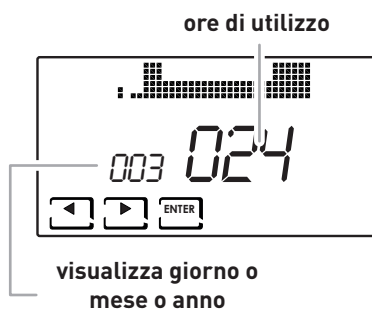 ore di utilizzo
003 024
ENTER
visualizza giorno o
mese o anno